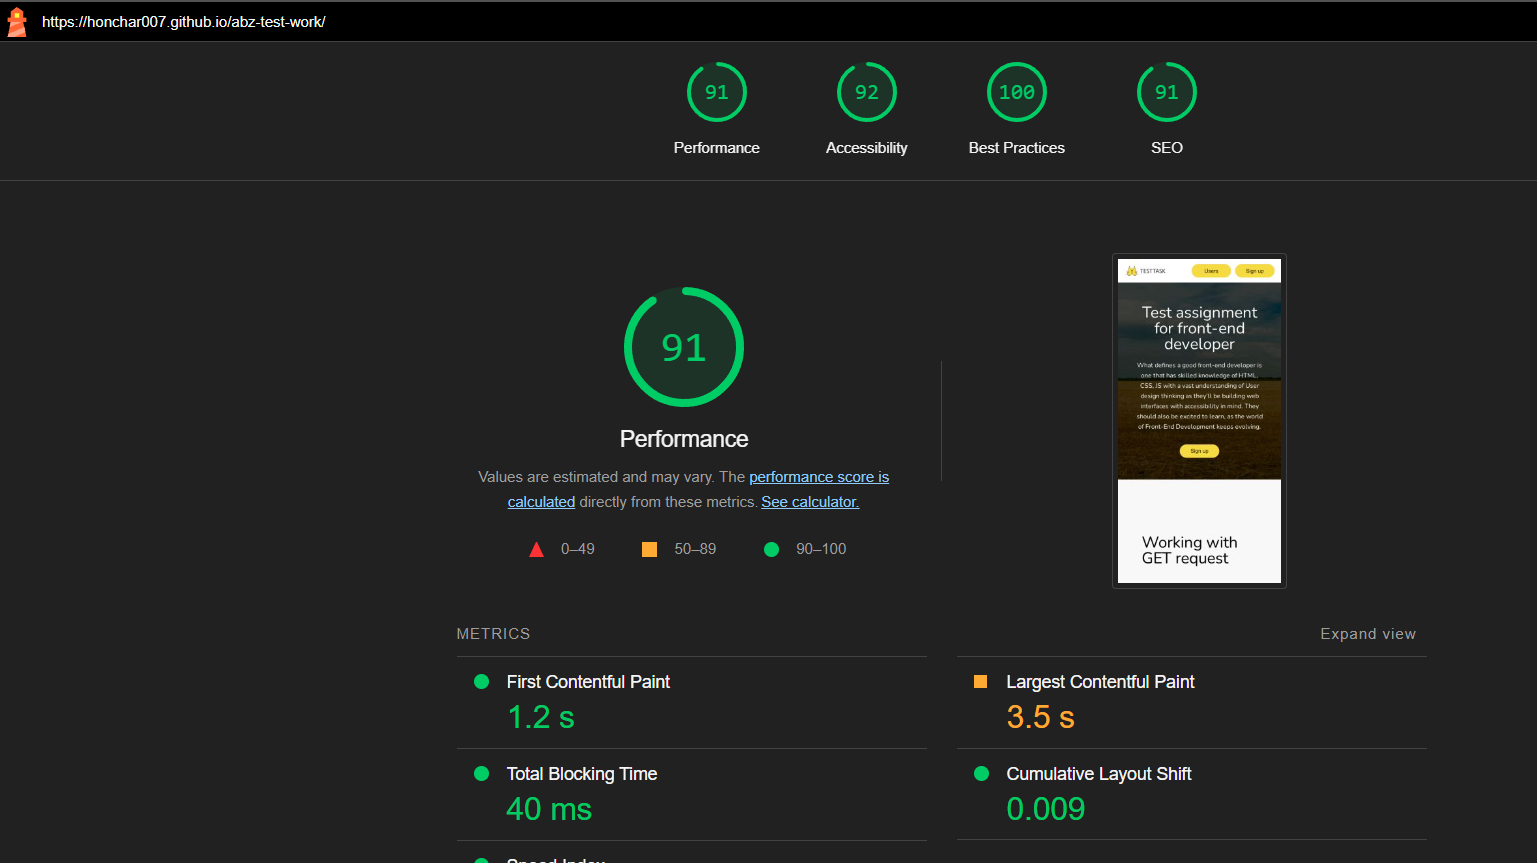 https://honchar007.github.io/abz-test-work/
91
92
100
91
Performance
Accessibility
Best Practices
SEO
91
Performance
Values are estimated and may vary. The performance score is
calculated directly from these metrics. See calculator.
0–49
50–89
90–100
TESTTASK
Users
Sign up
Test assignment
for front-end
developer
What defines a good front-end developer is
one that has skilled knowledge of HTML,
CSS, JS with a vast understanding of User
design thinking as they'll be building web
interfaces with accessibility in mind. They
should also be excited to learn, as the world
of Front-End Development keeps evolving.
Sign up
Working with
GET request
METRICS
Expand view
First Contentful Paint
1.2 s
Largest Contentful Paint
3.5 s
Total Blocking Time
40 ms
Cumulative Layout Shift
0.009
Speed Index